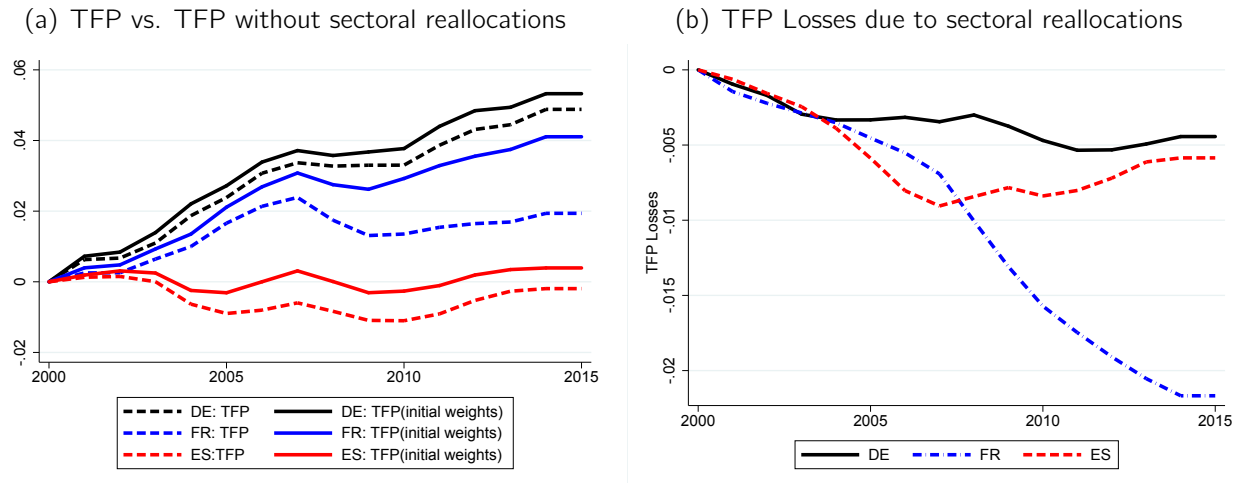 (a) TFP vs. TFP without sectoral reallocations
.06
.04
.02
0
-.02
2000 2005 2010 2015
DE: TFP DE: TFP(initial weights)
FR: TFP FR: TFP(initial weights)
ES:TFP ES: TFP(initial weights)
(b) TFP Losses due to sectoral reallocations
TFP Losses
0
-.005
-.01
-.015
-.02
2000 2005 2010 2015
DE FR ES